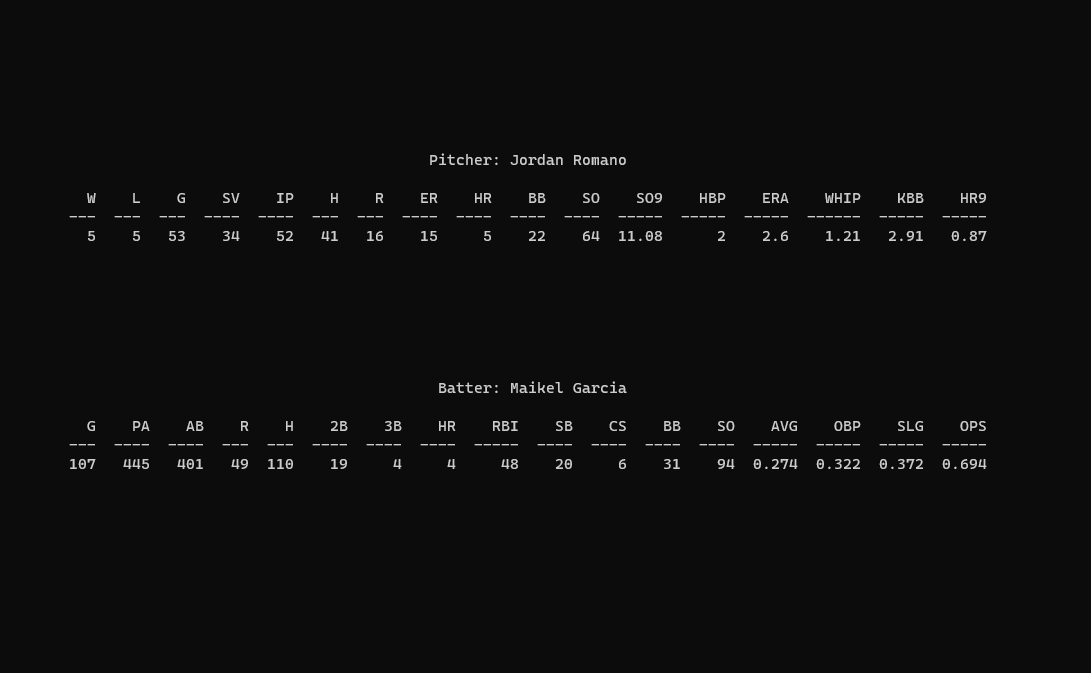 Pitcher: Jordan Romano
W L G SV IP H R ER HR BB SO SO9 HBP ERA WHIP KBB HR9
--- --- --- ---- ---- --- --- ---- ---- ---- ---- ----- ----- ----- ------ ----- -----
5 5 53 34 52 41 16 15 5 22 64 11.08 2 2.6 1.21 2.91 0.87
Batter: Maikel Garcia
G PA AB R H 2B 3B HR RBI SB CS BB SO AVG OBP SLG OPS
--- ---- ---- --- --- ---- ---- ---- ----- ---- ---- ---- ---- ----- ----- ----- -----
107 445 401 49 110 19 4 4 48 20 6 31 94 0.274 0.322 0.372 0.694